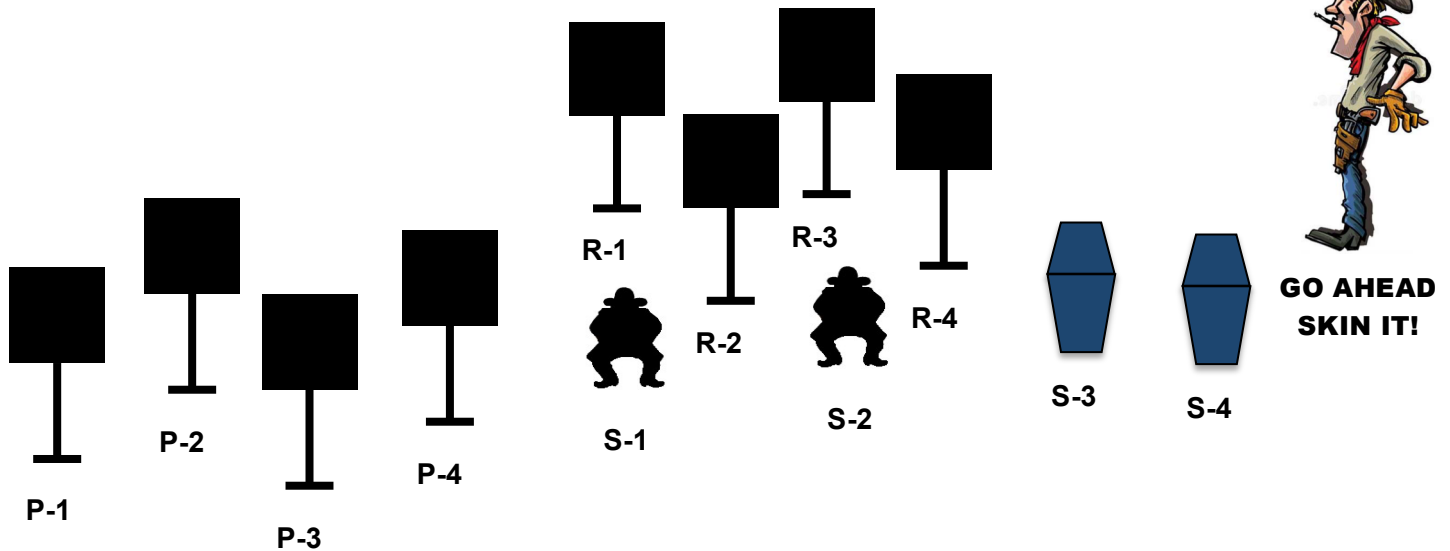 R-1
R-3
R-2
R-4
GO AHEAD
SKIN IT!
P-1
P-2
P-3
P-4
S-1
S-2
S-3
S-4